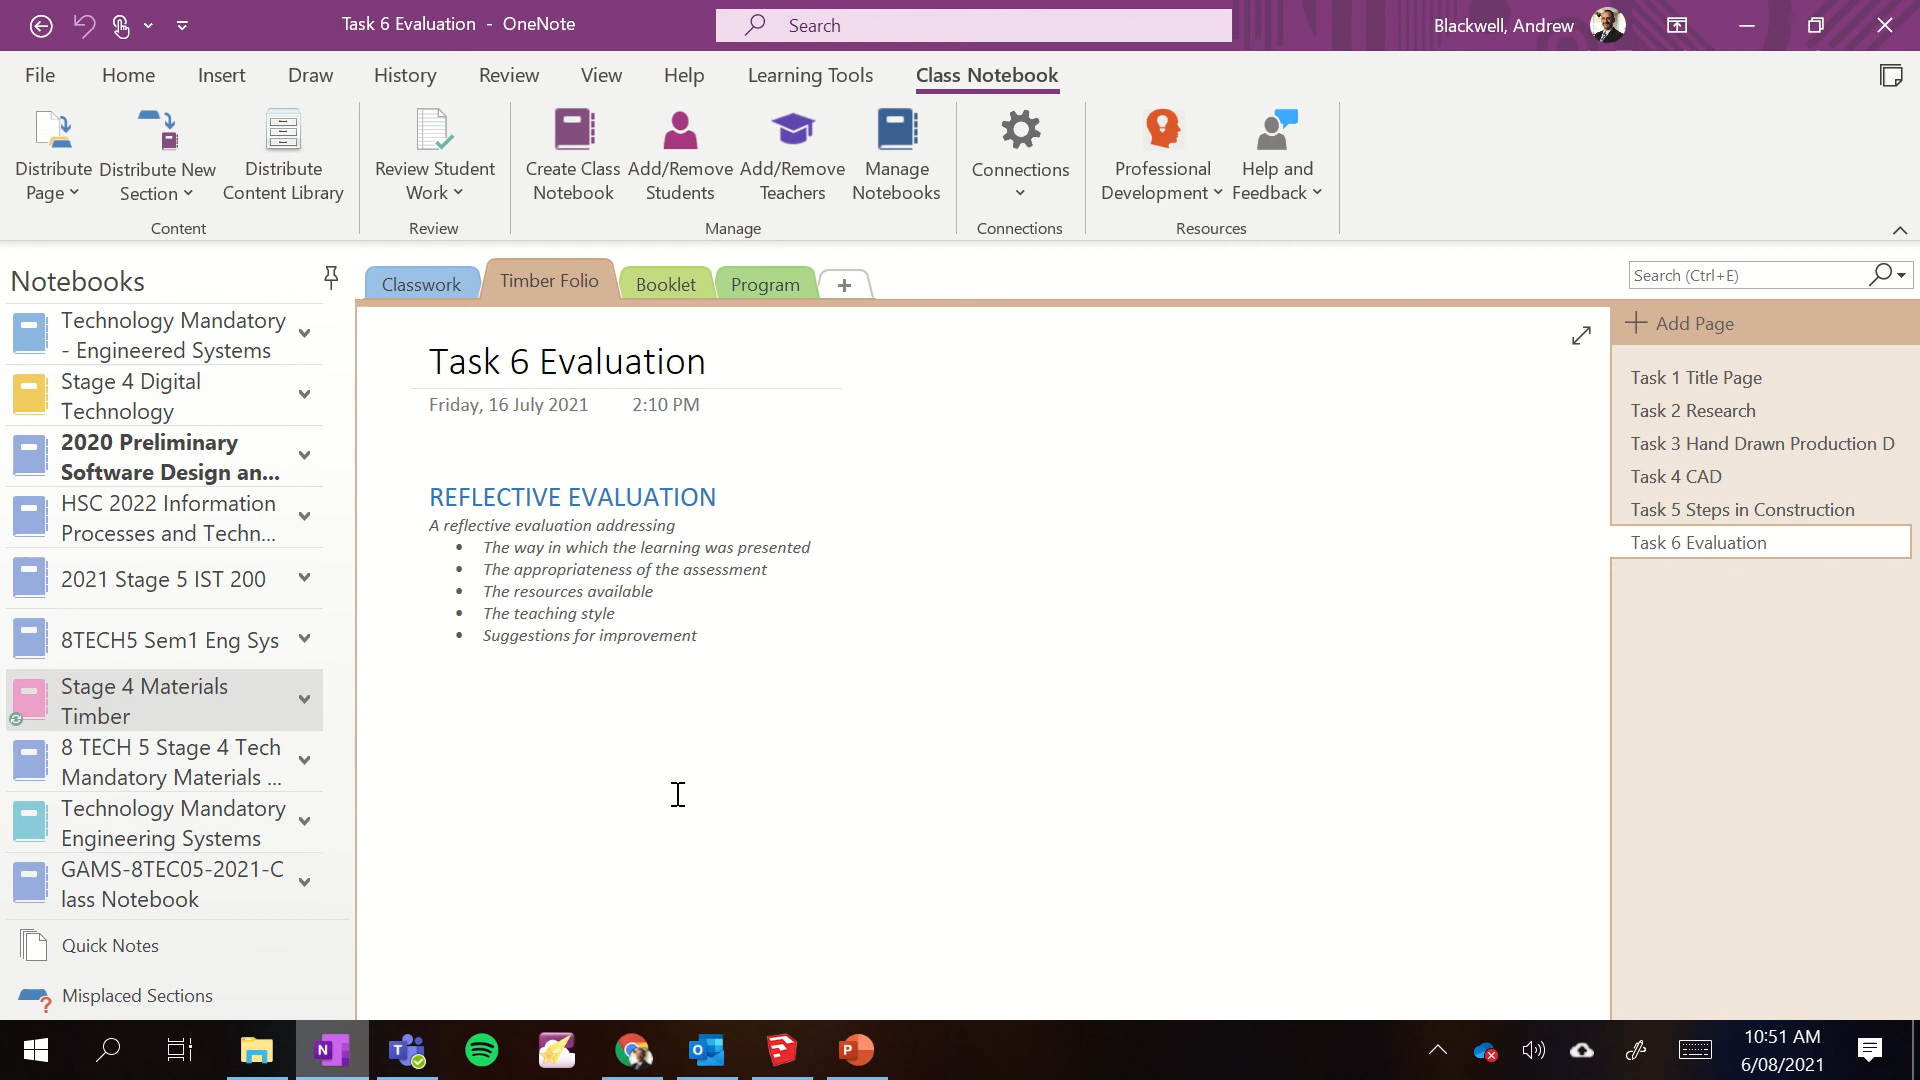 Task 6 Evaluation - OneNote
Search
Blackwell, Andrew
File Home Insert Draw History Review View Help Learning Tools Class Notebook
Distribute Page
Distribute New Section
Distribute Content Library
Review Student Work
Create Class Notebook
Add/Remove Students
Add/Remove Teachers
Manage Notebooks
Connections
Professional Development
Help and Feedback
Content
Review
Manage
Connections
Resources
Notebooks
Classwork
Timber Folio
Booklet
Program
Search (Ctrl+E)
Technology Mandatory
- Engineered Systems
Stage 4 Digital
Technology
2020 Preliminary
Software Design an...
HSC 2022 Information
Processes and Techn...
2021 Stage 5 IST 200
8TECH5 Sem1 Eng Sys
Stage 4 Materials
Timber
8 TECH 5 Stage 4 Tech
Mandatory Materials ...
Technology Mandatory
Engineering Systems
GAMS-8TEC05-2021-C
lass Notebook
Quick Notes
Misplaced Sections
Task 6 Evaluation
Friday, 16 July 2021 2:10 PM
REFLECTIVE EVALUATION
A reflective evaluation addressing
• The way in which the learning was presented
• The appropriateness of the assessment
• The resources available
• The teaching style
• Suggestions for improvement
Add Page
Task 1 Title Page
Task 2 Research
Task 3 Hand Drawn Production D
Task 4 CAD
Task 5 Steps in Construction
Task 6 Evaluation
10:51 AM
6/08/2021